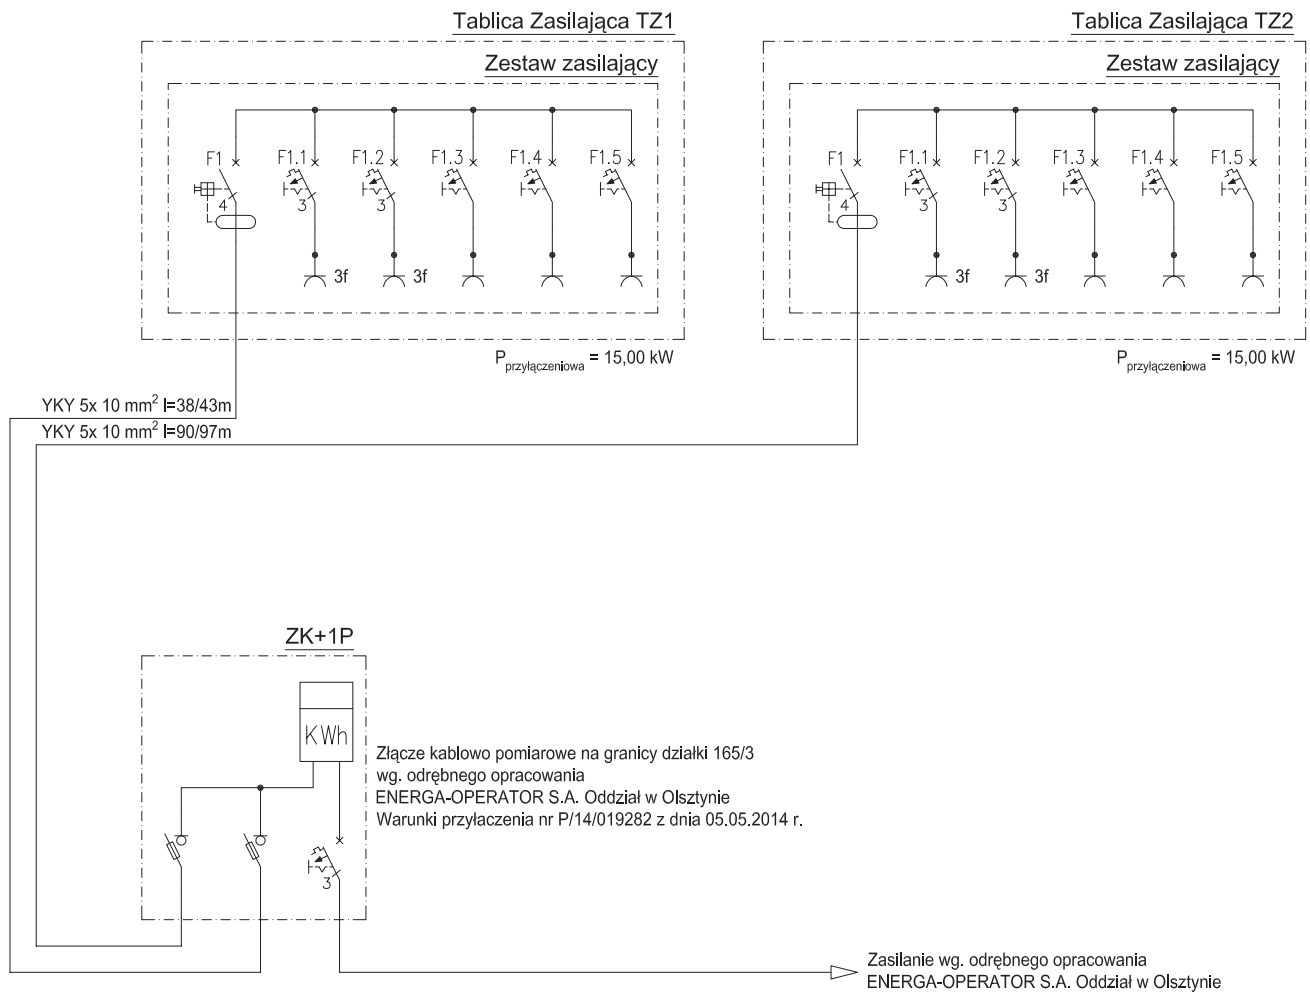 Tablica Zasilająca TZ1
Zestaw zasilający
F1
F1.1
F1.2
F1.3
F1.4
F1.5
4
3
3
3f
3f
P przyłączeniowa = 15,00 kW
Tablica Zasilająca TZ2
Zestaw zasilający
F1
F1.1
F1.2
F1.3
F1.4
F1.5
4
3
3
3f
3f
P przyłączeniowa = 15,00 kW
YKY 5x 10 mm² l=38/43m
YKY 5x 10 mm² l=90/97m
ZK+1P
KWh
3
Złącze kablowo pomiarowe na granicy działki 165/3
wg. odrębnego opracowania
ENERGA-OPERATOR S.A. Oddział w Olsztynie
Warunki przyłaczenia nr P/14/019282 z dnia 05.05.2014 r.
Zasilanie wg. odrębnego opracowania
ENERGA-OPERATOR S.A. Oddział w Olsztynie